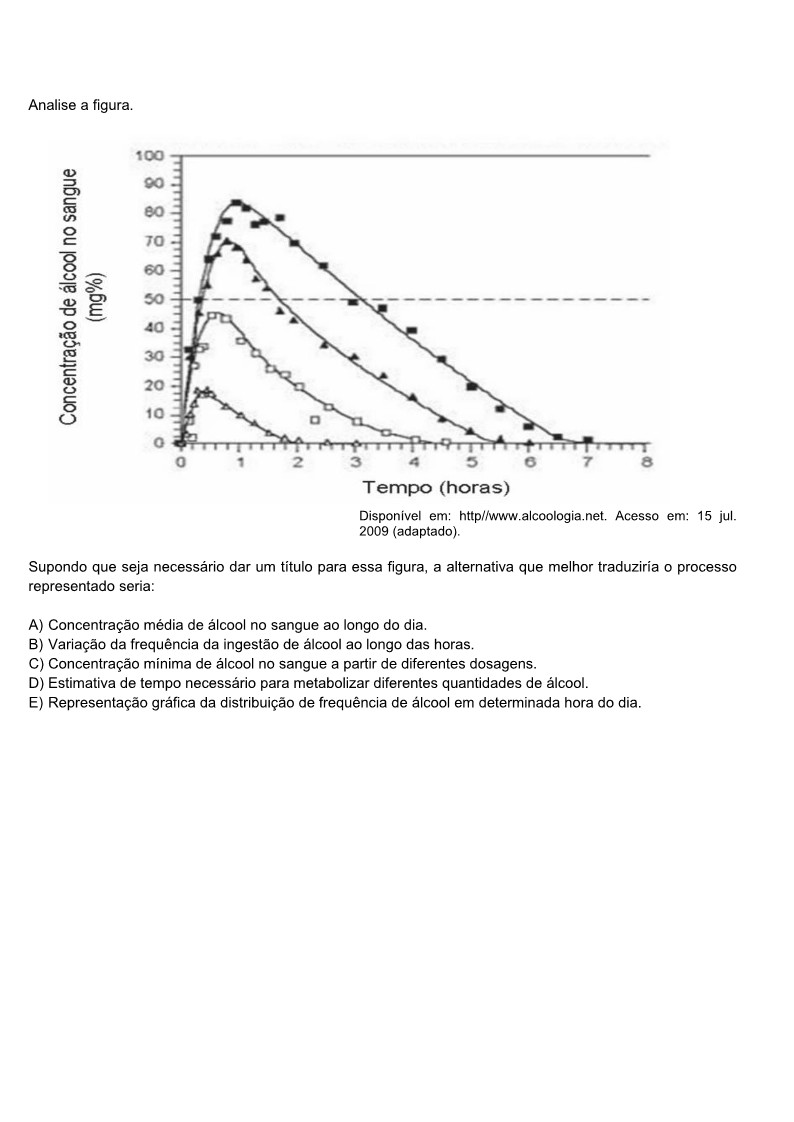 Analise a figura.
Concentração de álcool no sangue
(mg%)
100
90
80
70
60
50
40
30
20
10
0
0 1 2 3 4 5 6 7 8
Tempo (horas)
Disponível em: http//www.alcoologia.net. Acesso em: 15 jul.
2009 (adaptado).
Supondo que seja necessário dar um título para essa figura, a alternativa que melhor traduziría o processo
representado seria:
A) Concentração média de álcool no sangue ao longo do dia.
B) Variação da frequência da ingestão de álcool ao longo das horas.
C) Concentração mínima de álcool no sangue a partir de diferentes dosagens.
D) Estimativa de tempo necessário para metabolizar diferentes quantidades de álcool.
E) Representação gráfica da distribuição de frequência de álcool em determinada hora do dia.